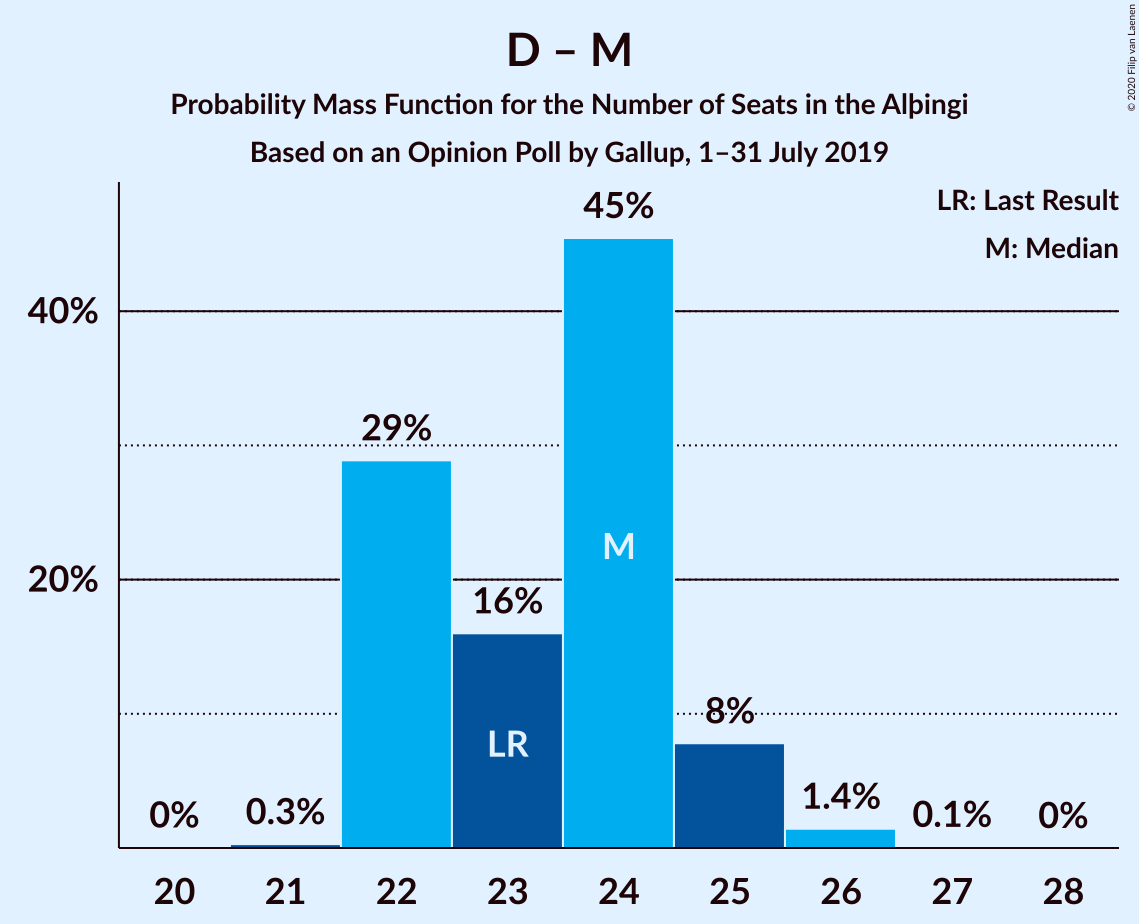 D – M
Probability Mass Function for the Number of Seats in the Alþingi
Based on an Opinion Poll by Gallup, 1–31 July 2019
© 2020 Filip van Laenen
LR: Last Result
M: Median
40%
20%
0%
0.3%
29%
16%
45%
8%
1.4%
0.1%
0%
LR
M
20 21 22 23 24 25 26 27 28